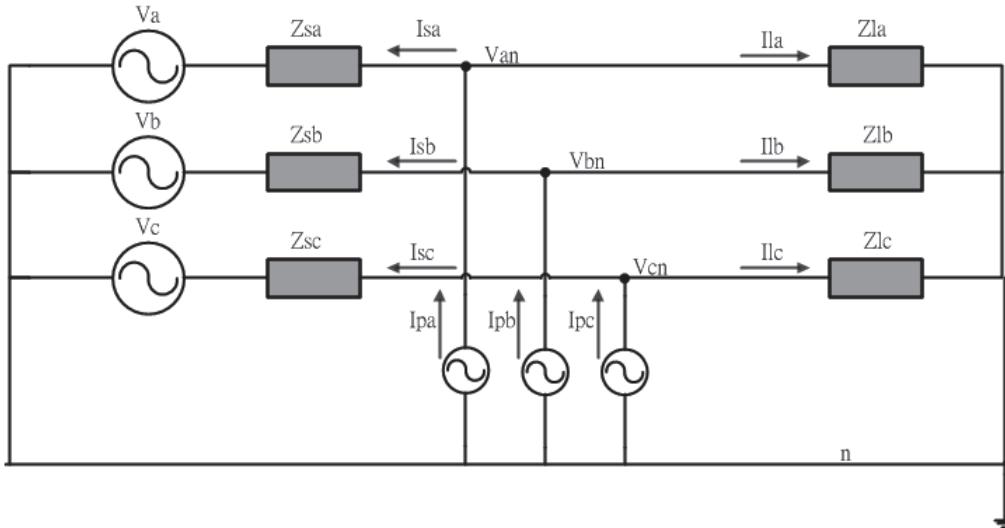 Va
Zsa
Isa
Van
Ila
Zla
Vb
Zsb
Isb
Vbn
Ilb
Zlb
Vc
Zsc
Isc
Vcn
Ilc
Zlc
Ipa
Ipb
Ipc
n